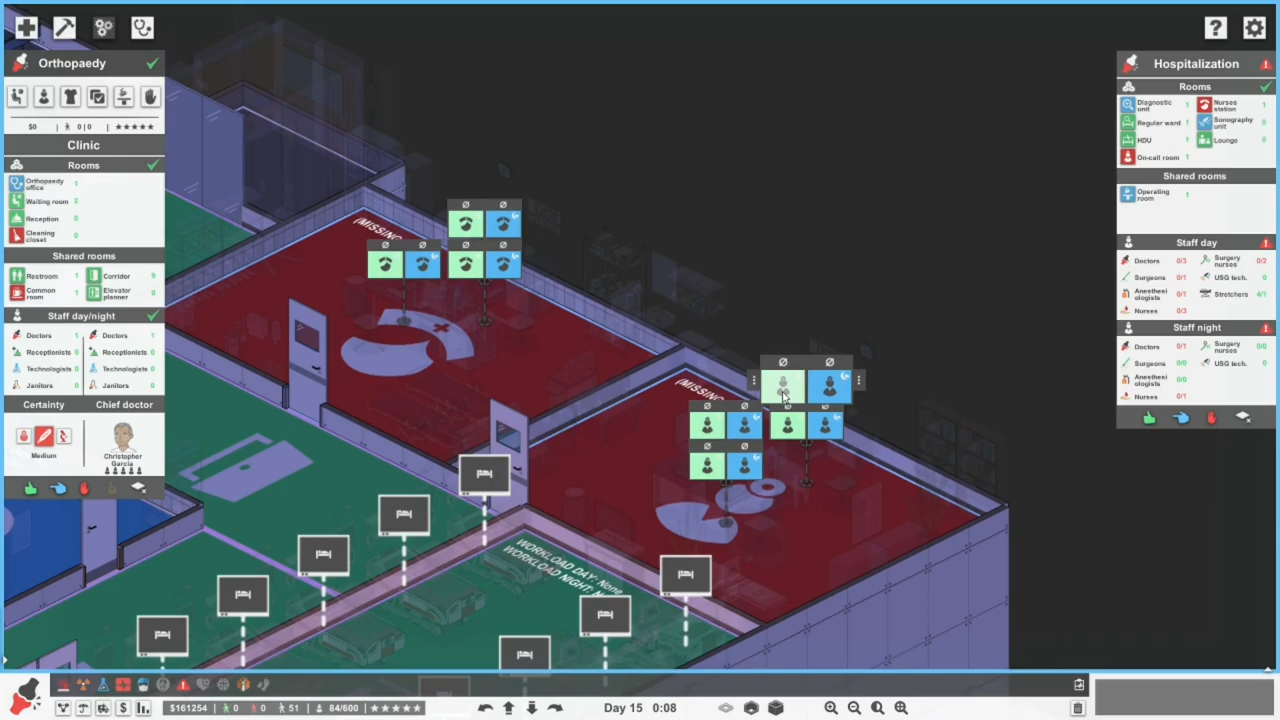 Orthopaedy
$0 | 0|0 | ★★★★★
Clinic
Rooms
Orthopaedy office 1
Waiting room 2
Reception 0
Cleaning closet 0
Shared rooms
Restroom 1 Corridor 9
Common room 1 Elevator planner 0
Staff day/night
Doctors 1 Doctors 1
Receptionists 0 Receptionists 0
Technologists 0 Technologists 0
Janitors 0 Janitors 0
Certainty Chief doctor
Medium Christopher Garcia
(MISSING
(MISSING
WORKLOAD DAY: None
WORKLOAD NIGHT: N
Hospitalization
Rooms
Diagnostic unit 1 Nurses station 1
Regular ward 1 Sonography unit 0
HDU 1 Lounge 0
On-call room 1
Shared rooms
Operating room 1
Staff day
Doctors 0/3 Surgery nurses 0/2
Surgeons 0/1 USG tech. 0
Anesthesi ologists 0/1 Stretchers 4/1
Nurses 0/3
Staff night
Doctors 0/1 Surgery nurses 0/0
Surgeons 0/0 USG tech. 0
Anesthesi ologists 0/0
Nurses 0/1
$161254 | 0 | 0 | 51 | 84/600 | ★★★★★
Day 15 0:08